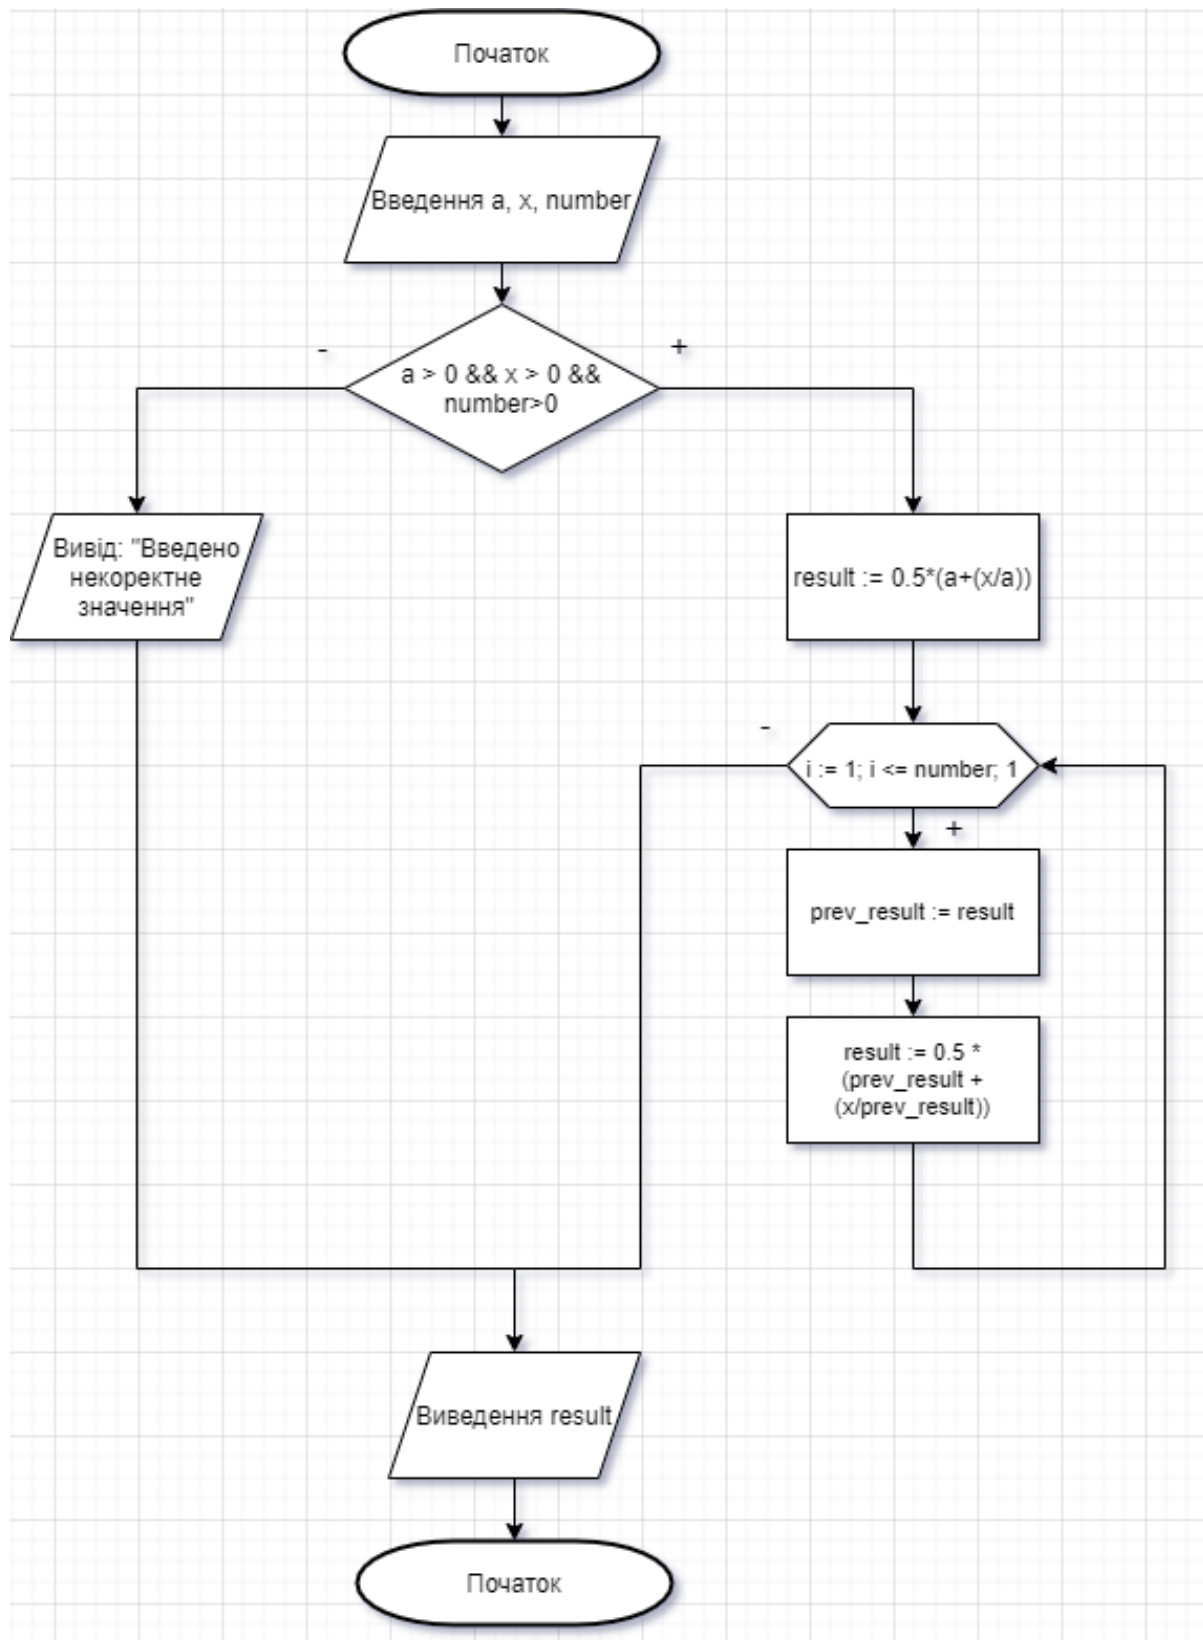 Початок
Введення a, x, number
-
+
a > 0 && x > 0 &&
number>0
Вивід: "Введено
некоректне
значення"
result := 0.5*(a+(x/a))
-
i := 1; i <= number; 1
+
prev_result := result
result := 0.5 *
(prev_result +
(x/prev_result))
Виведення result
Початок